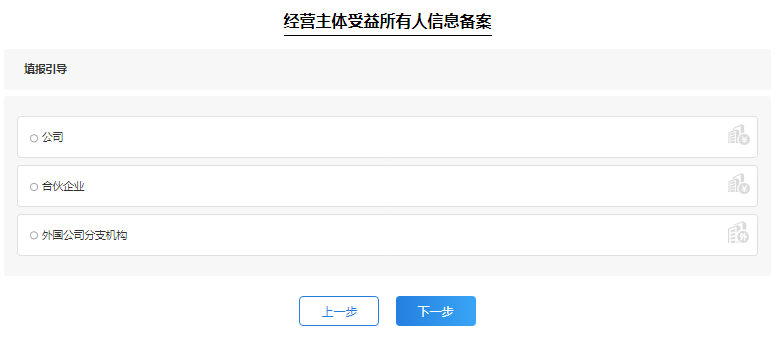 经营主体受益所有人信息备案
填报引导
公司
合伙企业
外国公司分支机构
上一步
下一步